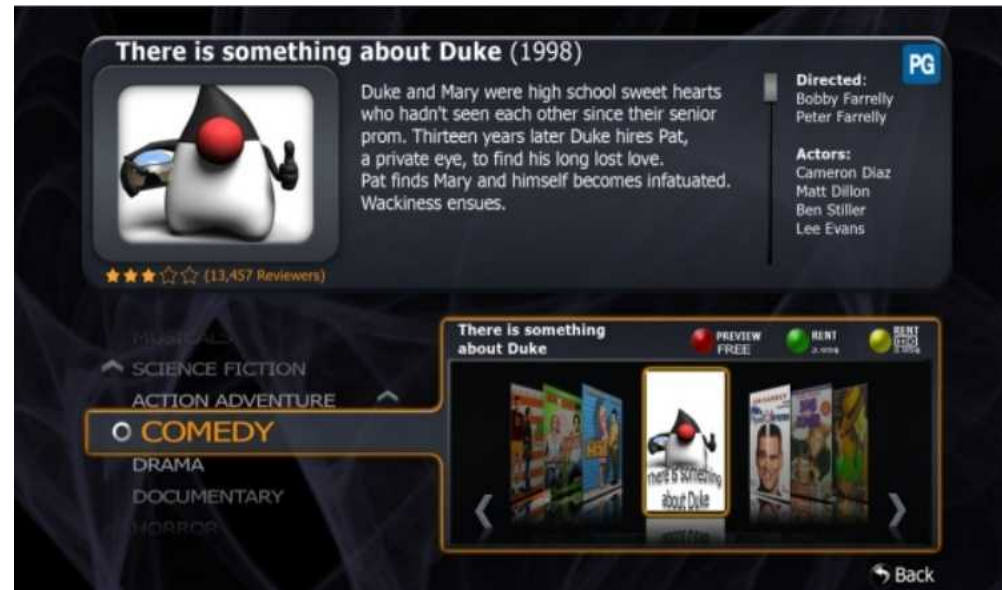 There is something about Duke (1998)
PG
Duke and Mary were high school sweet hearts
who hadn't seen each other since their senior
prom. Thirteen years later Duke hires Pat,
a private eye, to find his long lost love.
Pat finds Mary and himself becomes infatuated.
Wackiness ensues.
Directed:
Bobby Farrelly
Peter Farrelly
Actors:
Cameron Diaz
Matt Dillon
Ben Stiller
Lee Evans
(13,457 Reviewers)
MUSICALS
SCIENCE FICTION
ACTION ADVENTURE
COMEDY
DRAMA
DOCUMENTARY
HORROR
There is something
about Duke
PREVIEW
FREE
RENT
2.99$
RENT
HD
There is something
about Duke
Back